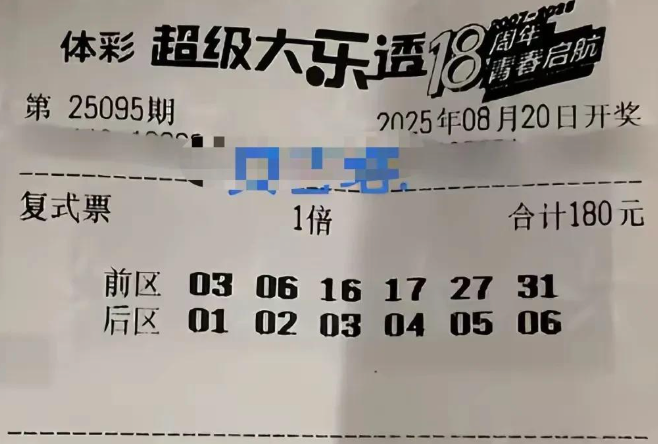 体彩 超级大乐透 18 周年 青春启航
第 25095期 2025年08月20日开奖
复式票 1倍 合计180元
前区 03 06 16 17 27 31
后区 01 02 03 04 05 06